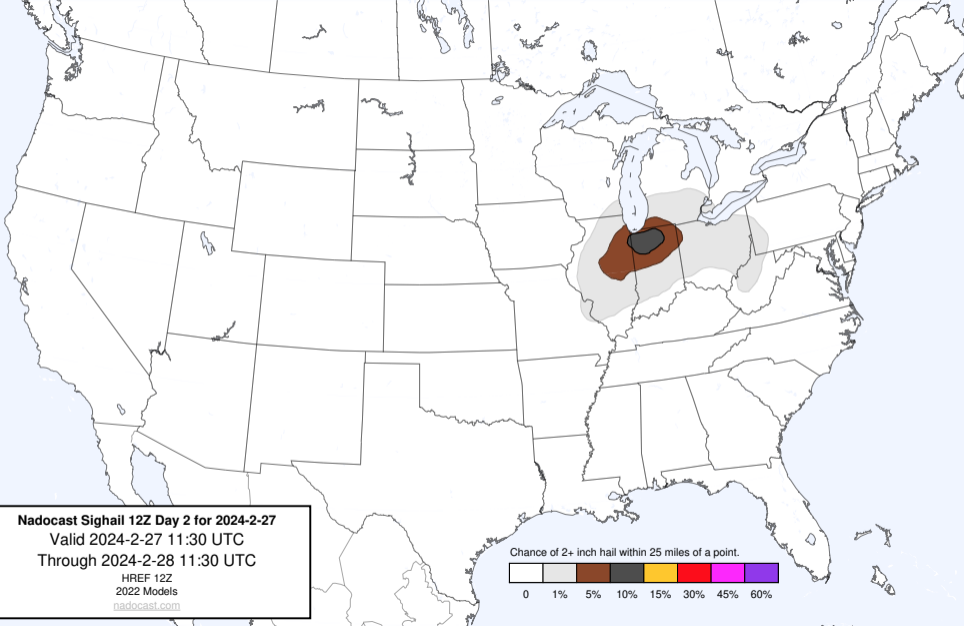 Nadocast Sighail 12Z Day 2 for 2024-2-27
Valid 2024-2-27 11:30 UTC
Through 2024-2-28 11:30 UTC
HREF 12Z
2022 Models
nadocast.com
Chance of 2+ inch hail within 25 miles of a point.
0 1% 5% 10% 15% 30% 45% 60%